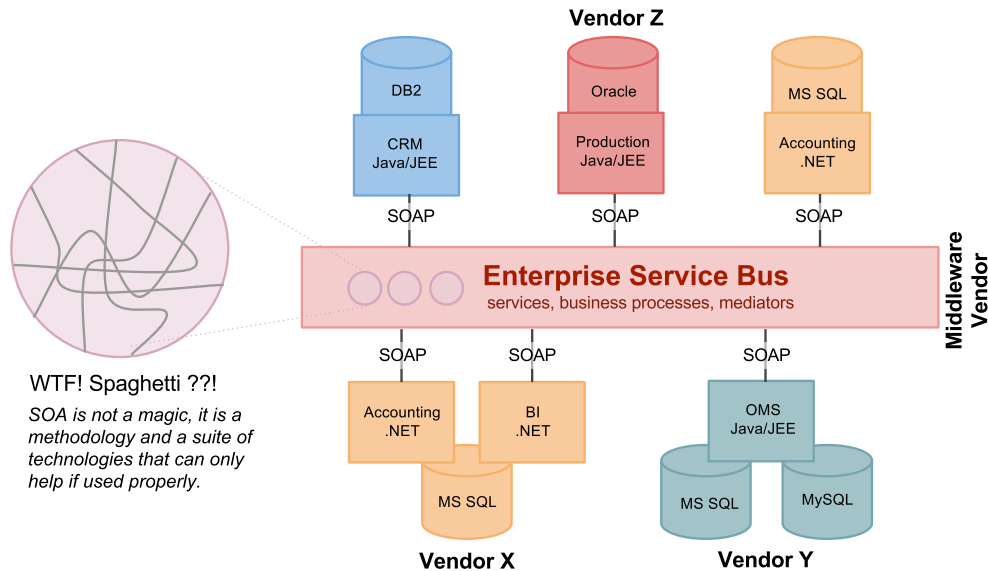 Vendor Z
DB2
Oracle
MS SQL
CRM
Java/JEE
Production
Java/JEE
Accounting
.NET
SOAP
SOAP
SOAP
Enterprise Service Bus
services, business processes, mediators
Middleware
Vendor
SOAP
SOAP
SOAP
WTF! Spaghetti ??!
SOA is not a magic, it is a
methodology and a suite of
technologies that can only
help if used properly.
Accounting
.NET
BI
.NET
OMS
Java/JEE
MS SQL
MS SQL
MySQL
Vendor X
Vendor Y